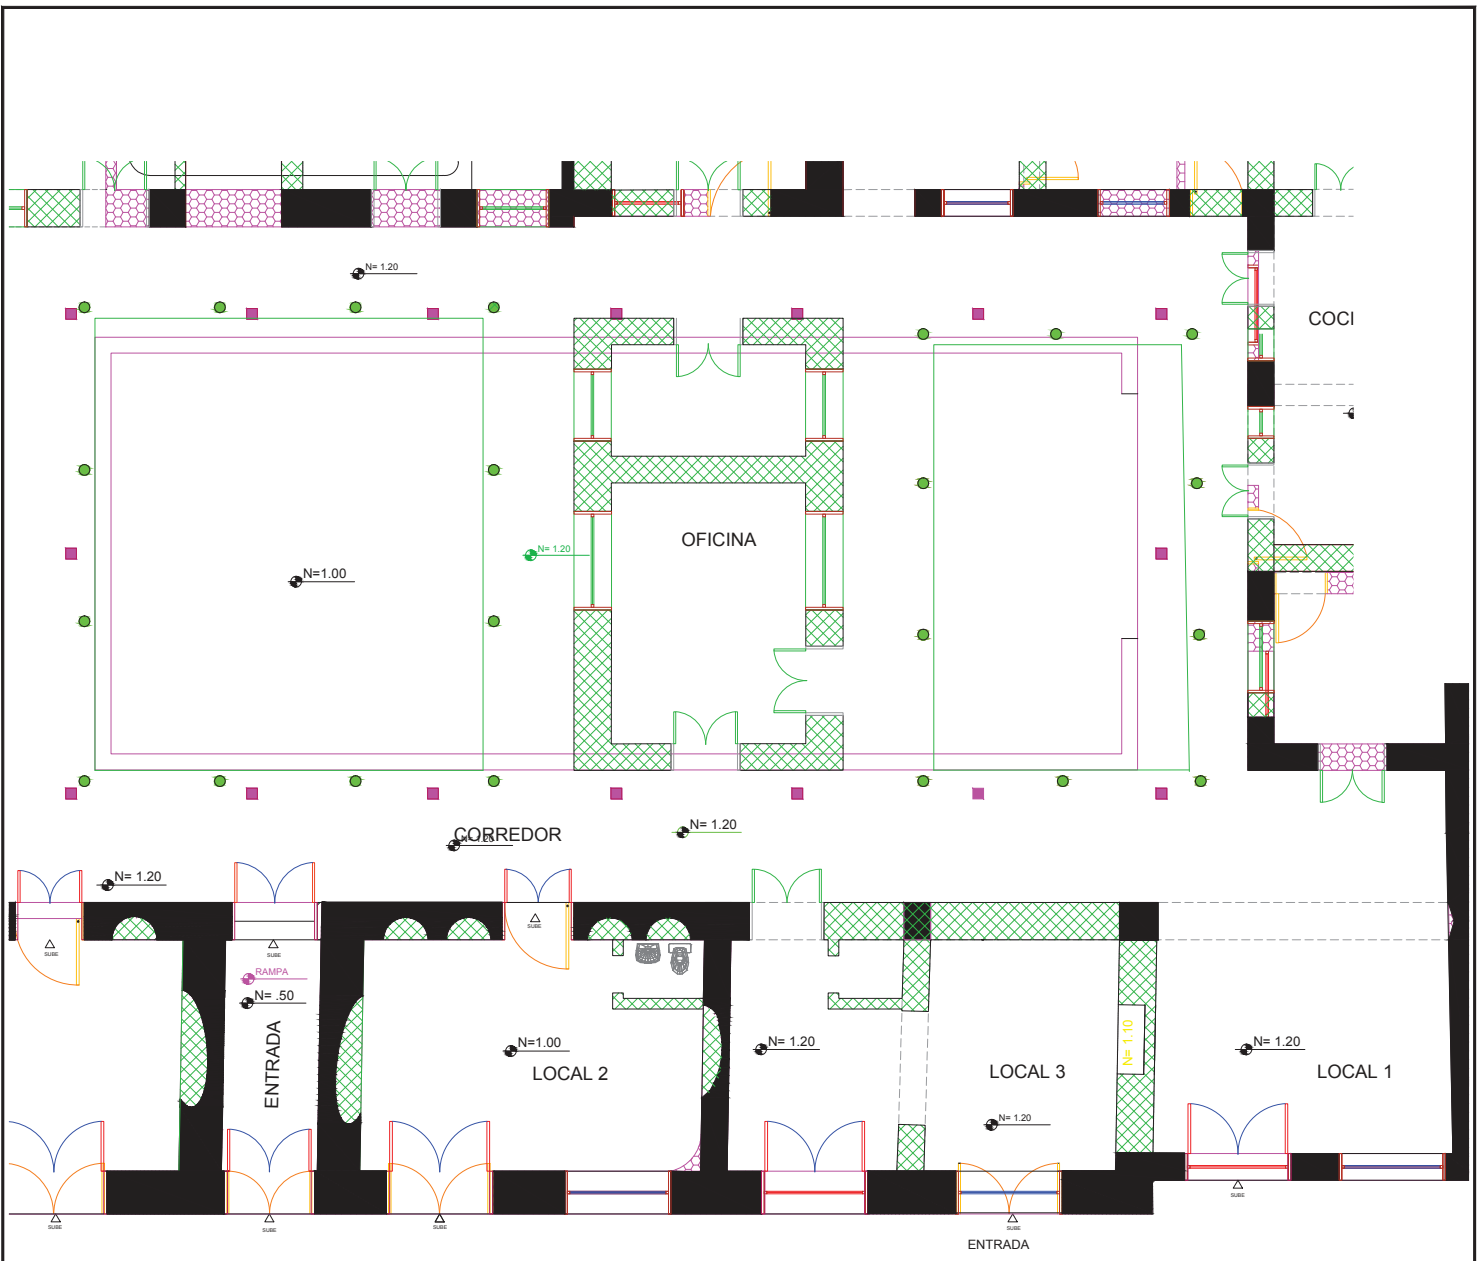 N= 1.20
COCI
OFICINA
N= 1.20
N=1.00
N= 1.20
CORREDOR
N= 1.20
N= 1.20
SUBE
SUBE
SUBE
RAMPA
N= .50
ENTRADA
N=1.00
LOCAL 2
N= 1.20
LOCAL 3
N= 1.20
N= 1.10
N= 1.20
LOCAL 1
SUBE
SUBE
SUBE
SUBE
SUBE
ENTRADA